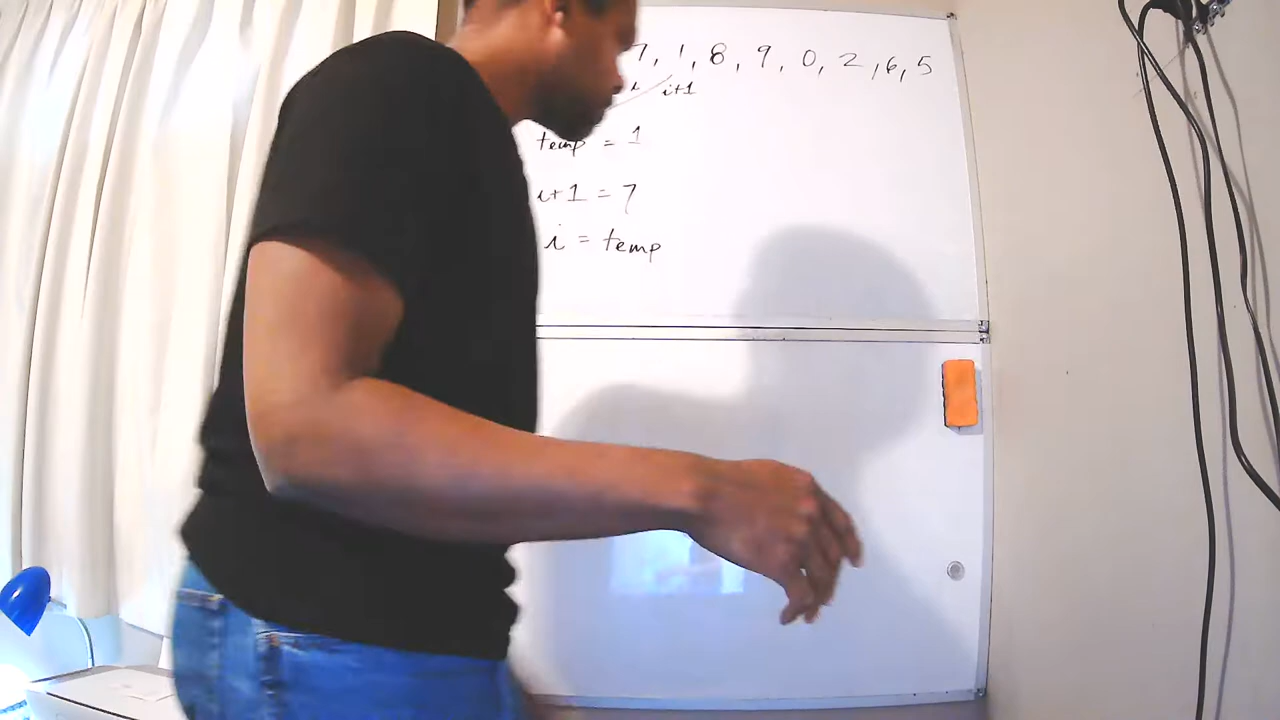 7, 1, 8, 9, 0, 2, 6, 5
i i+1
temp = 1
i+1 = 7
i = temp